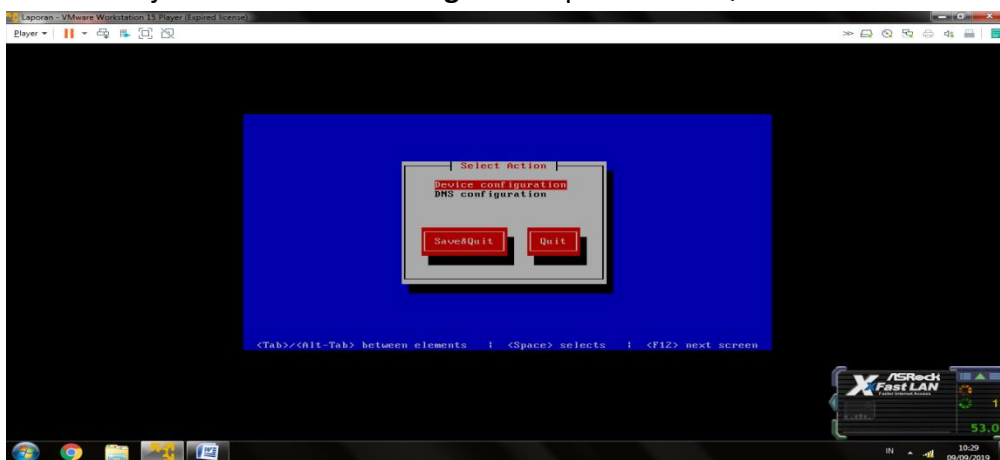 Laporan - VMware Workstation 15 Player (Expired license)
Player
Select Action
Device configuration
DNS configuration
Save&Quit Quit
<Tab>/<Alt-Tab> between elements | <Space> selects | <F12> next screen
/ISRock
XFast LAN
Faster Internet Access
1
53.0
IN
10:29
09/09/2019